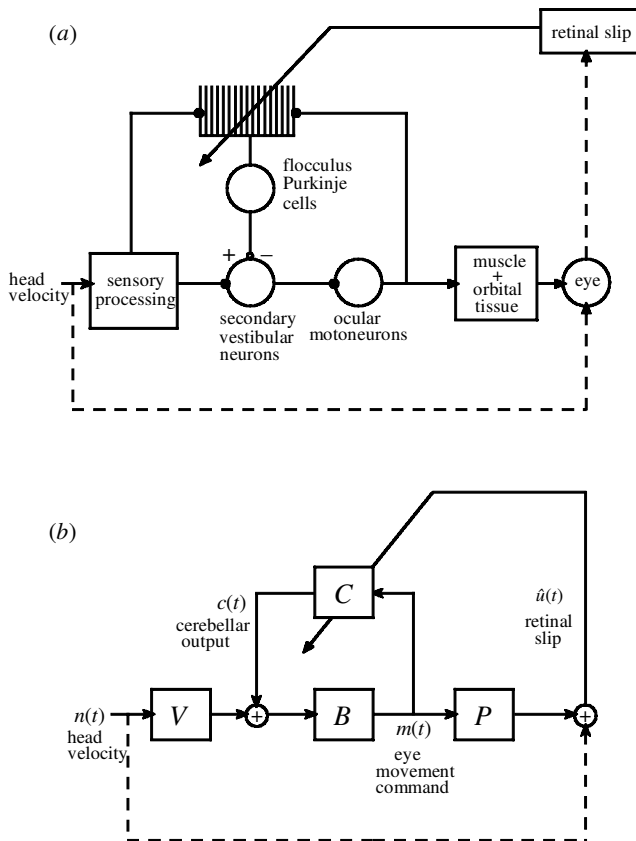 (a)
retinal slip
flocculus
Purkinje
cells
+ −
head
velocity
sensory
processing
secondary
vestibular
neurons
ocular
motoneurons
muscle
+
orbital
tissue
eye
(b)
C
c(t)
cerebellar
output
û(t)
retinal
slip
n(t)
head
velocity
V
+
B
m(t)
eye
movement
command
P
+